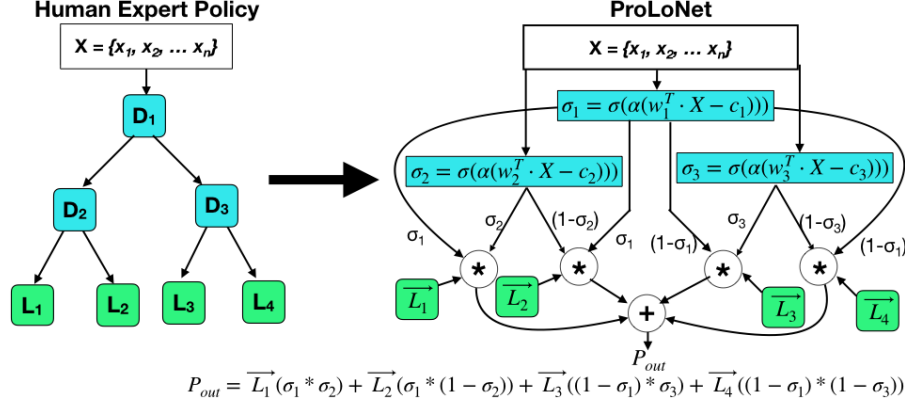 Human Expert Policy
X = {x₁, x₂, ... xₙ}
D₁
D₂
D₃
L₁
L₂
L₃
L₄
ProLoNet
X = {x₁, x₂, ... xₙ}
σ₁ = σ(α(w₁ᵀ · X − c₁)))
σ₂ = σ(α(w₂ᵀ · X − c₂)))
σ₃ = σ(α(w₃ᵀ · X − c₃)))
σ₁
σ₂
(1-σ₂)
σ₁
(1-σ₁)
σ₃
(1-σ₃)
(1-σ₁)
*
*
*
*
L₁⃗
L₂⃗
L₃⃗
L₄⃗
+
Pₒᵤₜ
Pₒᵤₜ = L₁⃗(σ₁ * σ₂) + L₂⃗(σ₁ * (1 − σ₂)) + L₃⃗((1 − σ₁) * σ₃) + L₄⃗((1 − σ₁) * (1 − σ₃))